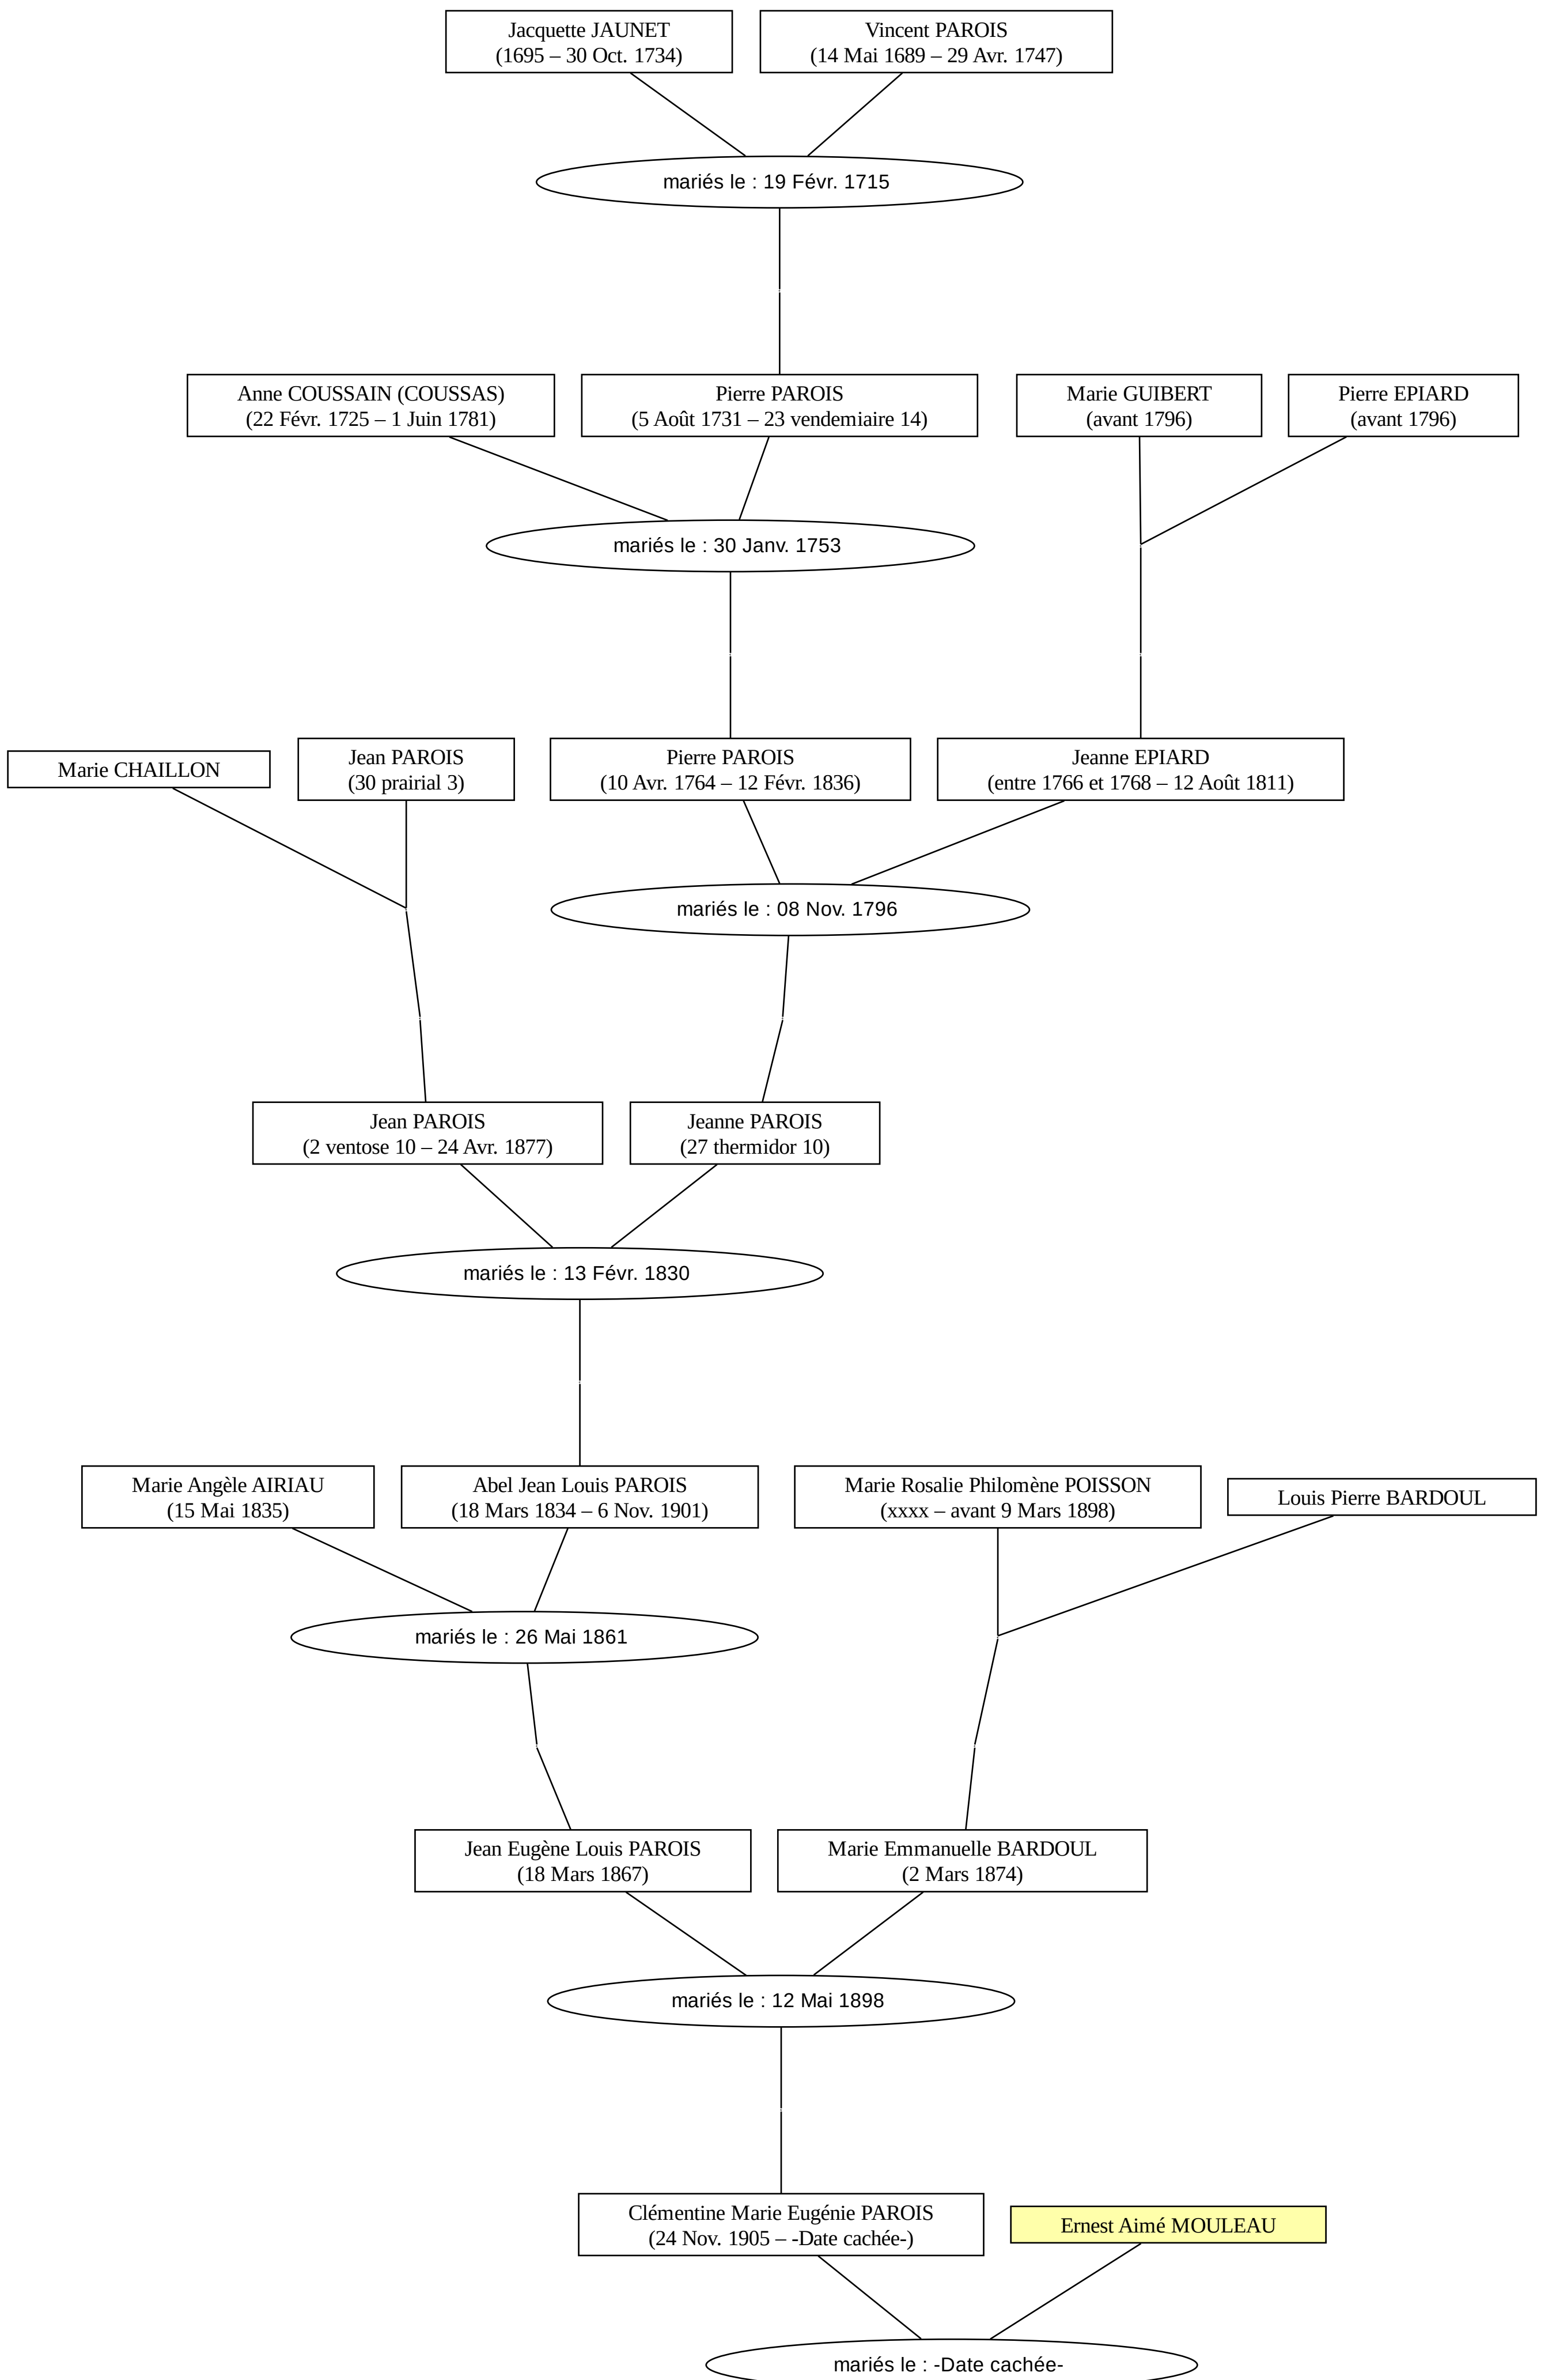 Jacquette JAUNET
(1695 – 30 Oct. 1734)
Vincent PAROIS
(14 Mai 1689 – 29 Avr. 1747)
mariés le : 19 Févr. 1715
Anne COUSSAIN (COUSSAS)
(22 Févr. 1725 – 1 Juin 1781)
Pierre PAROIS
(5 Août 1731 – 23 vendemiaire 14)
Marie GUIBERT
(avant 1796)
Pierre EPIARD
(avant 1796)
mariés le : 30 Janv. 1753
Marie CHAILLON
Jean PAROIS
(30 prairial 3)
Pierre PAROIS
(10 Avr. 1764 – 12 Févr. 1836)
Jeanne EPIARD
(entre 1766 et 1768 – 12 Août 1811)
mariés le : 08 Nov. 1796
Jean PAROIS
(2 ventose 10 – 24 Avr. 1877)
Jeanne PAROIS
(27 thermidor 10)
mariés le : 13 Févr. 1830
Marie Angèle AIRIAU
(15 Mai 1835)
Abel Jean Louis PAROIS
(18 Mars 1834 – 6 Nov. 1901)
Marie Rosalie Philomène POISSON
(xxxx – avant 9 Mars 1898)
Louis Pierre BARDOUL
mariés le : 26 Mai 1861
Jean Eugène Louis PAROIS
(18 Mars 1867)
Marie Emmanuelle BARDOUL
(2 Mars 1874)
mariés le : 12 Mai 1898
Clémentine Marie Eugénie PAROIS
(24 Nov. 1905 – -Date cachée-)
Ernest Aimé MOULEAU
mariés le : -Date cachée-